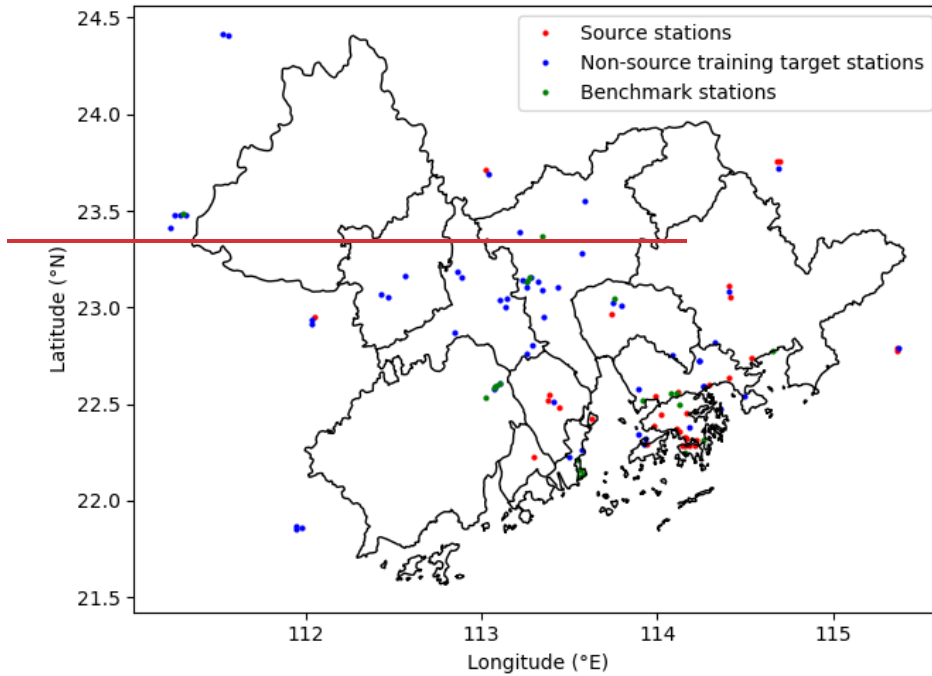 24.5
24.0
23.5
23.0
22.5
22.0
21.5
Latitude (°N)
Source stations
Non-source training target stations
Benchmark stations
112
113
114
115
Longitude (°E)